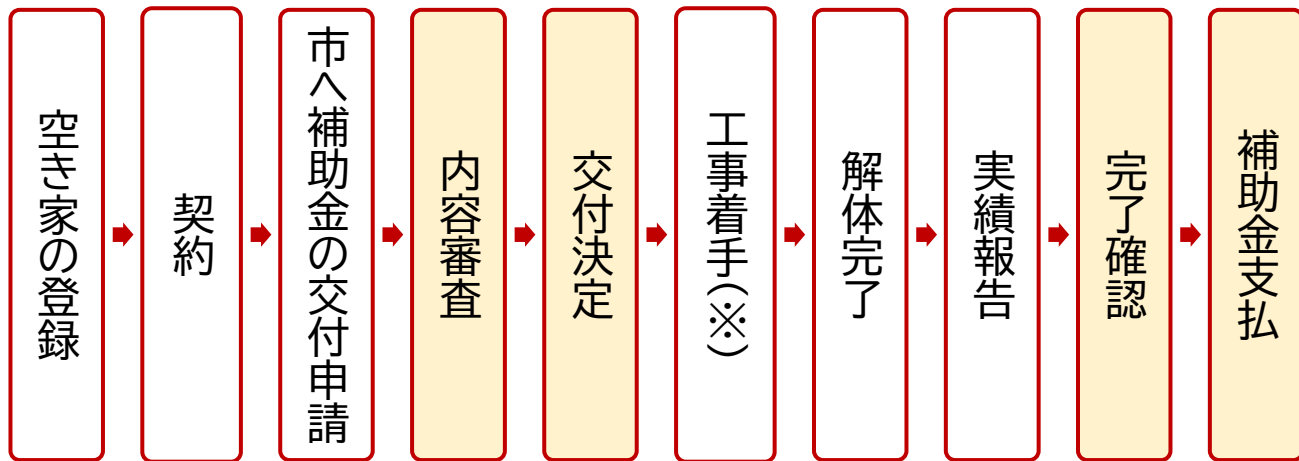 空き家の登録
契約
市へ補助金の交付申請
内容審査
交付決定
工事着手(※)
解体完了
実績報告
完了確認
補助金支払